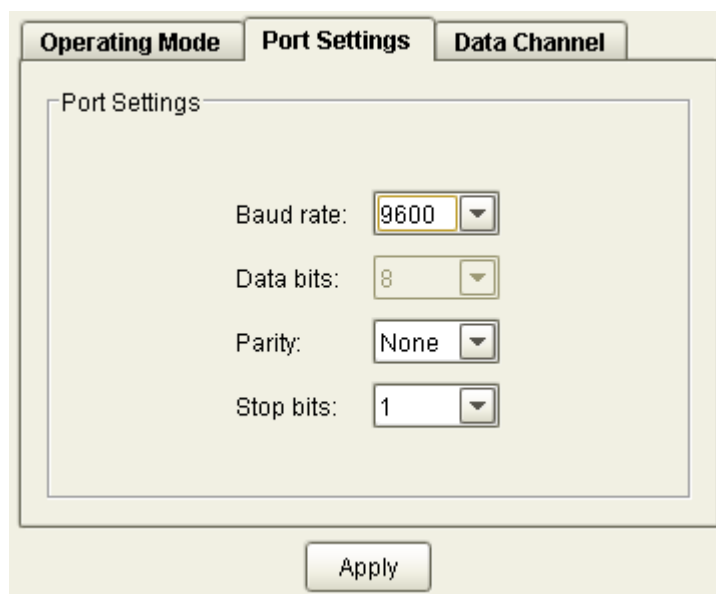 Operating Mode Port Settings Data Channel
Port Settings
Baud rate: 9600
Data bits: 8
Parity: None
Stop bits: 1
Apply